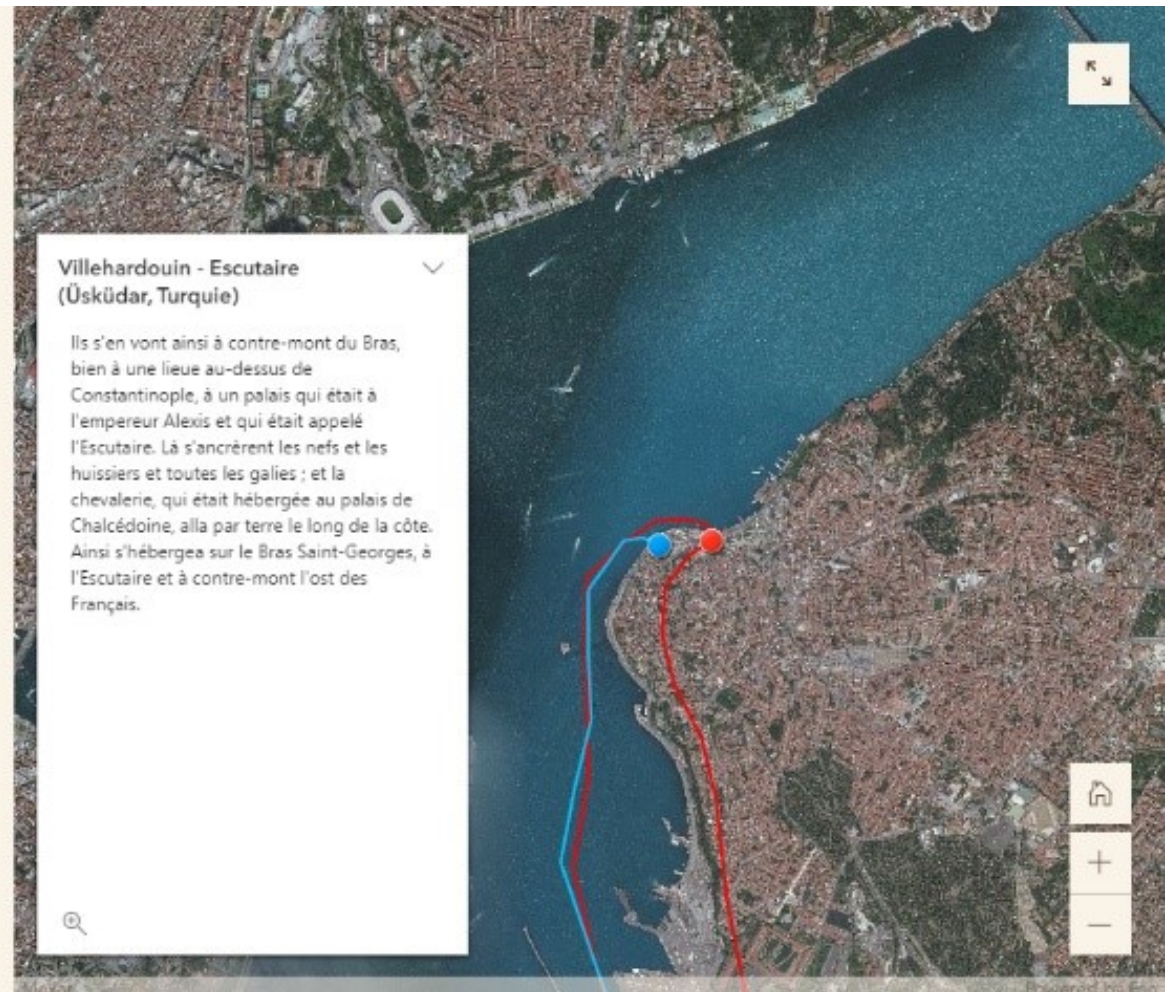 Villehardouin - Escutaire
(Üsküdar, Turquie)
Ils s'en vont ainsi à contre-mont du Bras,
bien à une lieue au-dessus de
Constantinople, à un palais qui était à
l'empereur Alexis et qui était appelé
l'Escutaire. Là s'ancrèrent les nefs et les
huissiers et toutes les galies ; et la
chevalerie, qui était hébergée au palais de
Chalcédoine, alla par terre le long de la côte.
Ainsi s'hébergea sur le Bras Saint-Georges, à
l'Escutaire et à contre-mont l'ost des
Français.
Powered by Esri